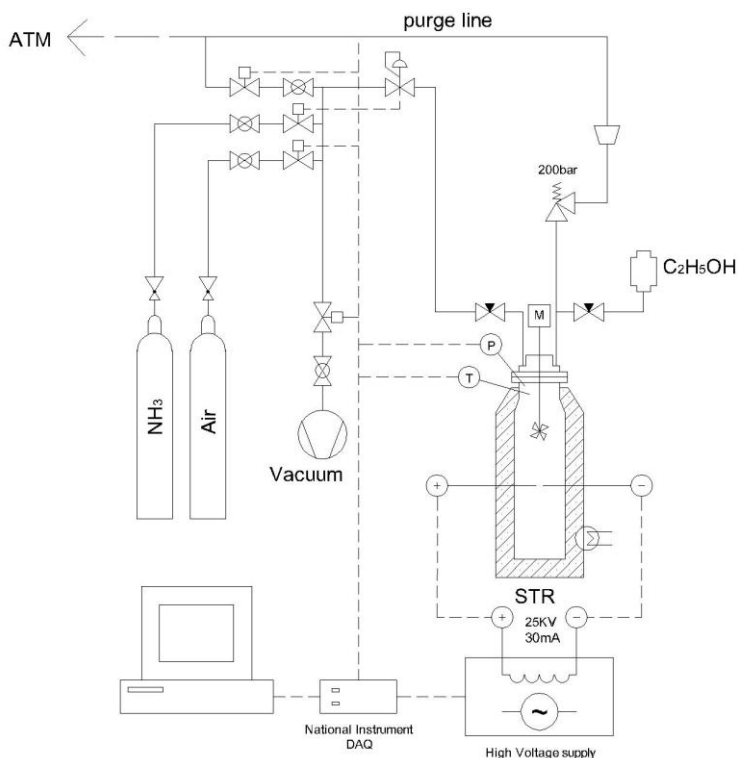 purge line
ATM
200bar
C₂H₅OH
M
P
T
NH₃
Air
Vacuum
+
−
STR
+
25KV
−
30mA
~
National Instrument
DAQ
High Voltage supply